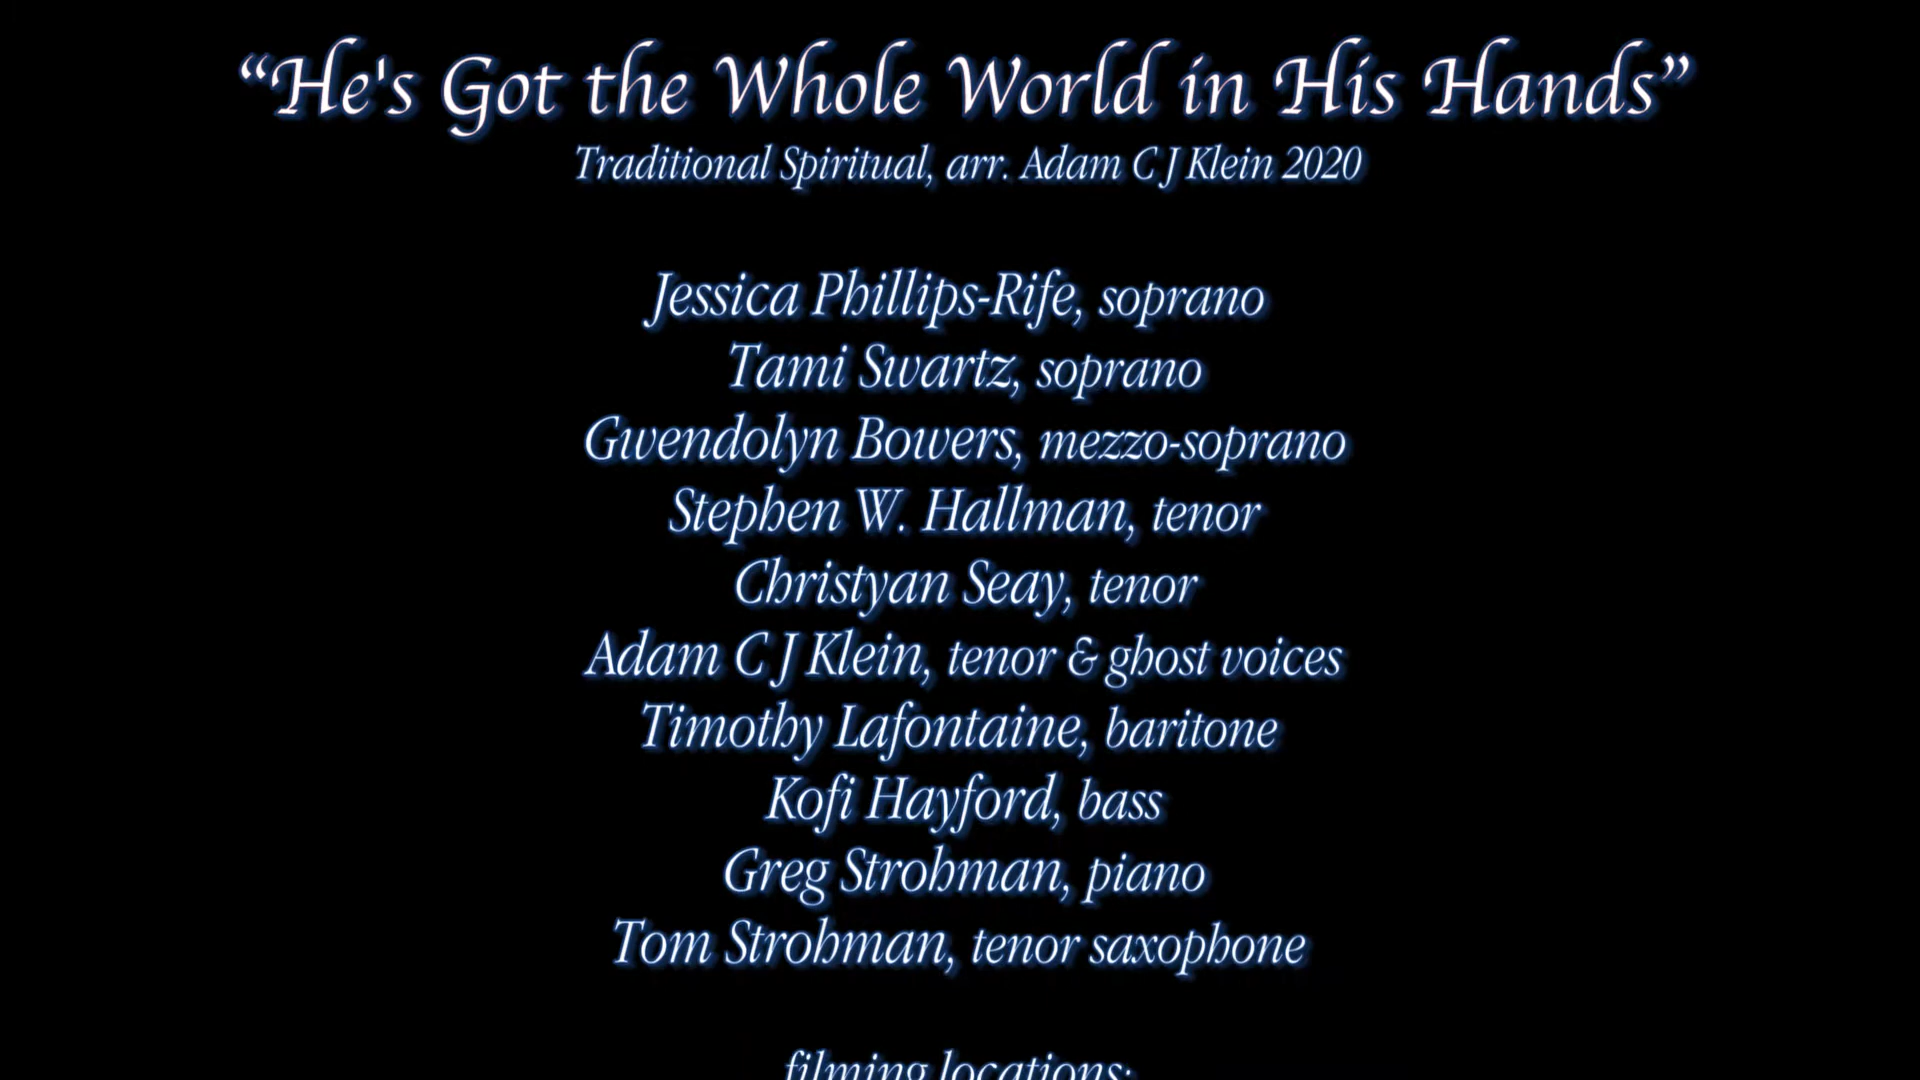 “He's Got the Whole World in His Hands”
Traditional Spiritual, arr. Adam C J Klein 2020
Jessica Phillips-Rife, soprano
Tami Swartz, soprano
Gwendolyn Bowers, mezzo-soprano
Stephen W. Hallman, tenor
Christyan Seay, tenor
Adam C J Klein, tenor & ghost voices
Timothy Lafontaine, baritone
Kofi Hayford, bass
Greg Strohman, piano
Tom Strohman, tenor saxophone
filming locations: